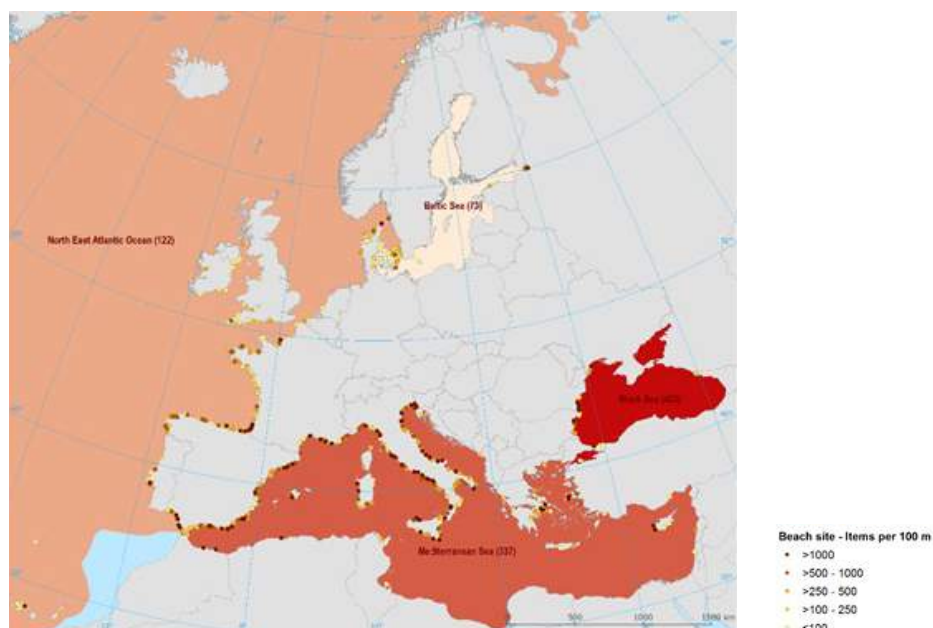 Baltic Sea (73)
North East Atlantic Ocean (122)
Black Sea
Mediterranean Sea (337)
500
1000
1500 km
Beach site - Items per 100 m
>1000
>500 - 1000
>250 - 500
>100 - 250
<100